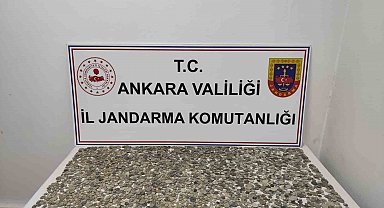 T.C.
ANKARA VALİLİĞİ
İL JANDARMA KOMUTANLIĞI